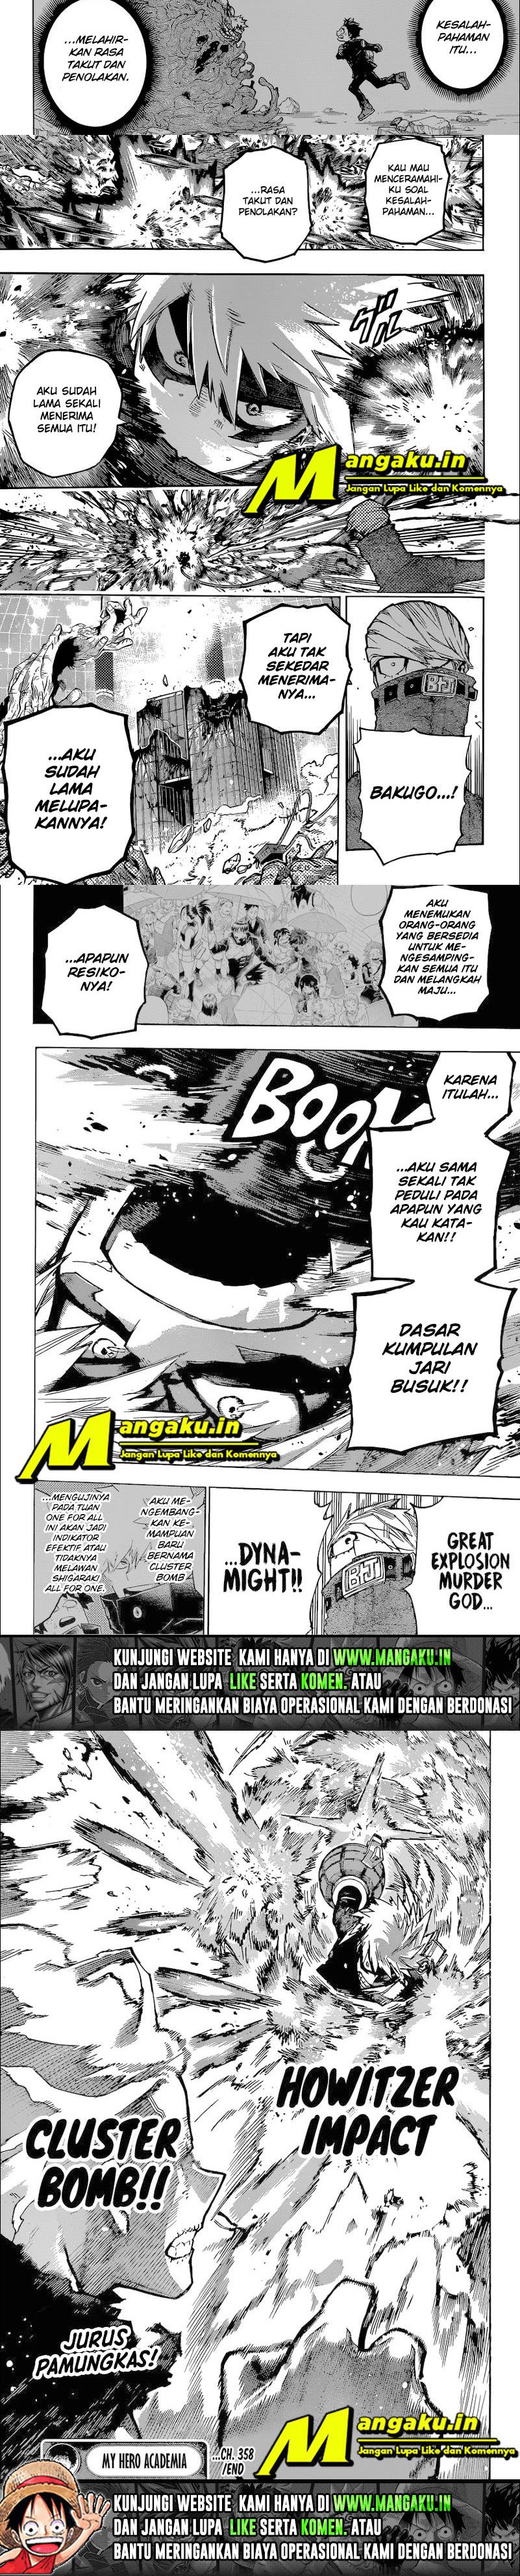 KESALAH-
PAHAMAN
ITU...
...MELAHIR-
KAN RASA
TAKUT DAN
PENOLAKAN.
KAU MAU
MENCERAMAHI-
KU SOAL
KESALAH-
PAHAMAN...
...RASA
TAKUT DAN
PENOLAKAN?
AKU SUDAH
LAMA SEKALI
MENERIMA
SEMUA ITU!
Mangaku.in
Jangan Lupa Like dan Komennya
BJ
BAKUGO...!
TAPI
AKU TAK
SEKEDAR
MENERIMA-
NYA...
...AKU
SUDAH
LAMA
MELUPA-
KANNYA!
AKU
MENEMUKAN
ORANG-ORANG
YANG BERSEDIA
UNTUK ME-
NGESAMPING-
KAN SEMUA ITU
DAN MELANGKAH
MAJU...
...APAPUN
RESIKO-
NYA!
KARENA
ITULAH...
BOOM
...AKU SAMA
SEKALI TAK
PEDULI PADA
APAPUN YANG
KAU KATA-
KAN!!
DASAR
KUMPULAN
JARI
BUSUK!!
Mangaku.in
Jangan Lupa Like dan Komennya
GREAT
EXPLOSION
MURDER
GOD...
BJ
...DYNA-
MIGHT!!
AKU ME-
NGEMBANG-
KAN KE-
MAMPUAN
BARU
BERNAMA
CLUSTER
BOMB
...MENGUJINYA
PADA TUAN
ONE FOR ALL
INI AKAN JADI
INDIKATOR
EFEKTIF ATAU
TIDAKNYA
MELAWAN
SHIGARAKI
ALL FOR ONE.
KUNJUNGI WEBSITE KAMI HANYA DI WWW.MANGAKU.IN
DAN JANGAN LUPA LIKE SERTA KOMEN. ATAU
BANTU MERINGANKAN BIAYA OPERASIONAL KAMI DENGAN BERDONASI
HOWITZER
IMPACT
CLUSTER
BOMB!!
JURUS
PAMUNGKAS!
MY HERO ACADEMIA
...CH. 358
/END
Mangaku.in
Jangan Lupa Like dan Komennya
KUNJUNGI WEBSITE KAMI HANYA DI WWW.MANGAKU.IN
DAN JANGAN LUPA LIKE SERTA KOMEN. ATAU
BANTU MERINGANKAN BIAYA OPERASIONAL KAMI DENGAN BERDONASI